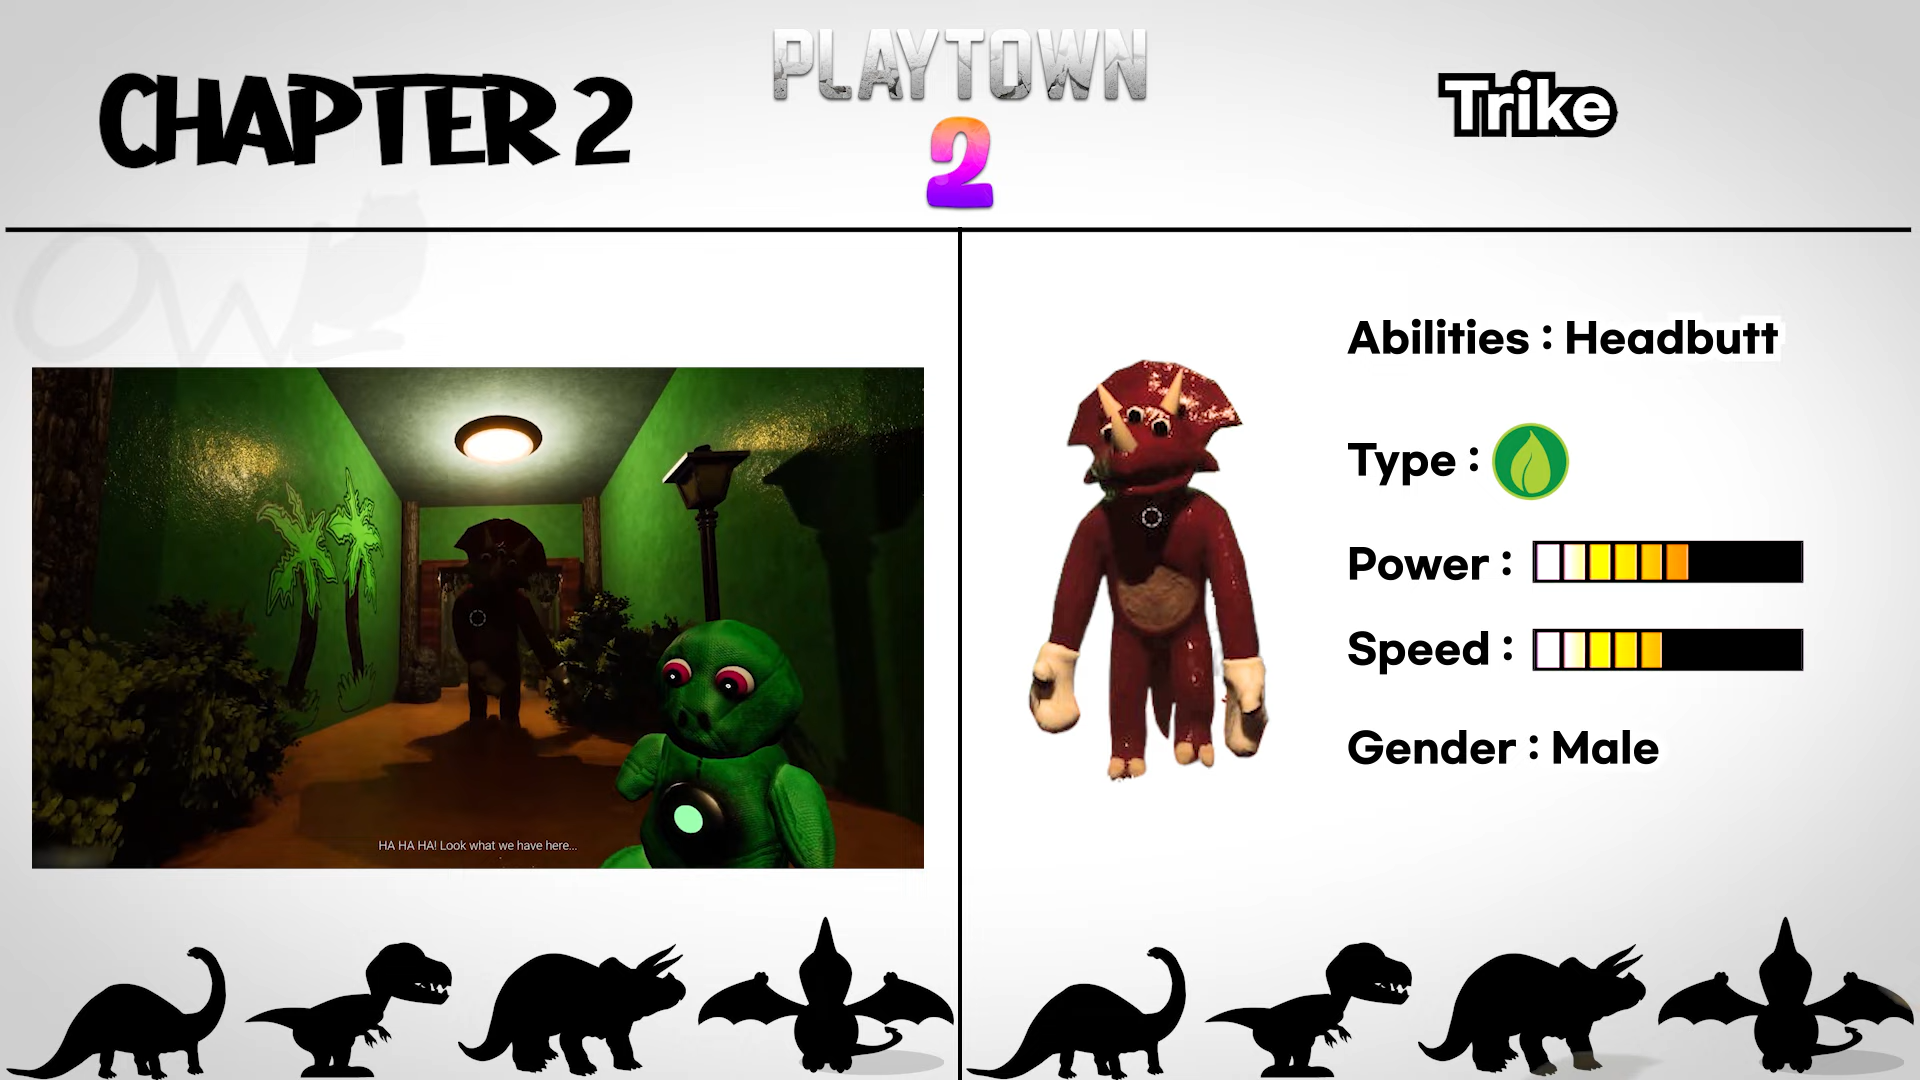 CHAPTER 2
PLAYTOWN
2
Trike
OWL
Abilities : Headbutt
Type :
Power :
Speed :
Gender : Male
HA HA HA! Look what we have here...